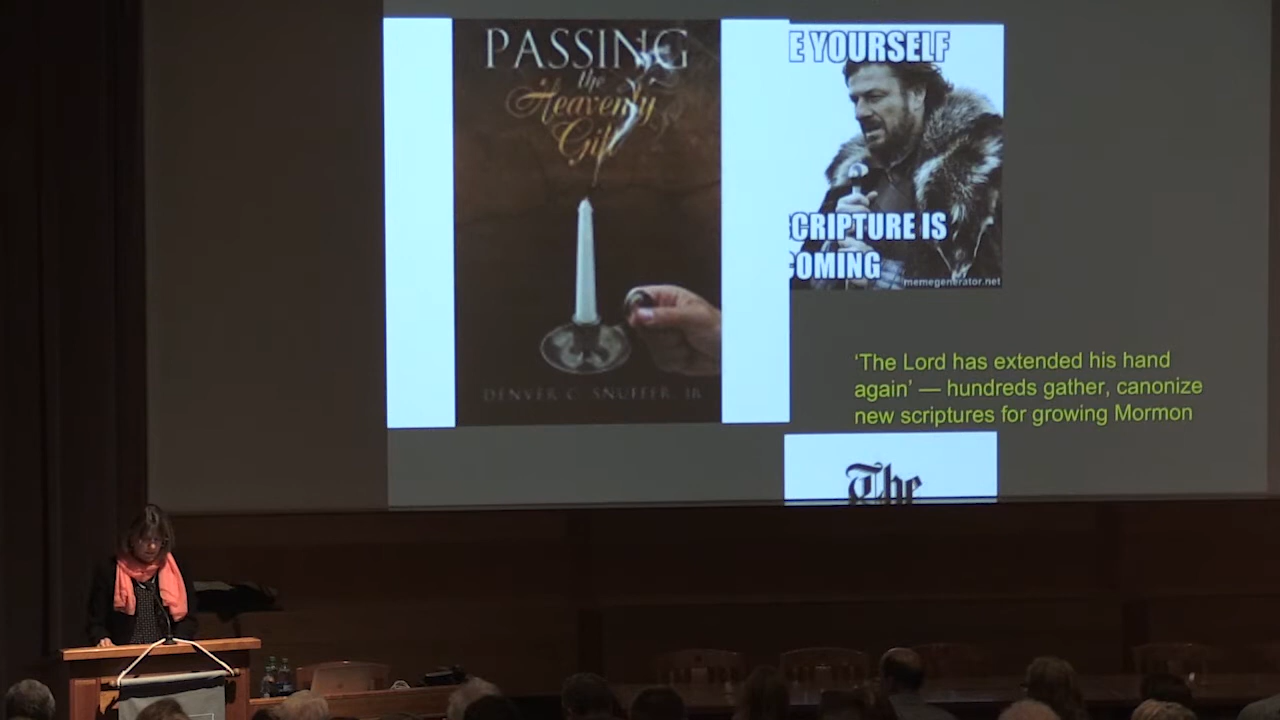 PASSING
the
Heavenly
Gift
DENVER C. SNUFFER, JR
E YOURSELF
CRIPTURE IS
COMING
memegenerator.net
‘The Lord has extended his hand
again’ — hundreds gather, canonize
new scriptures for growing Mormon
The